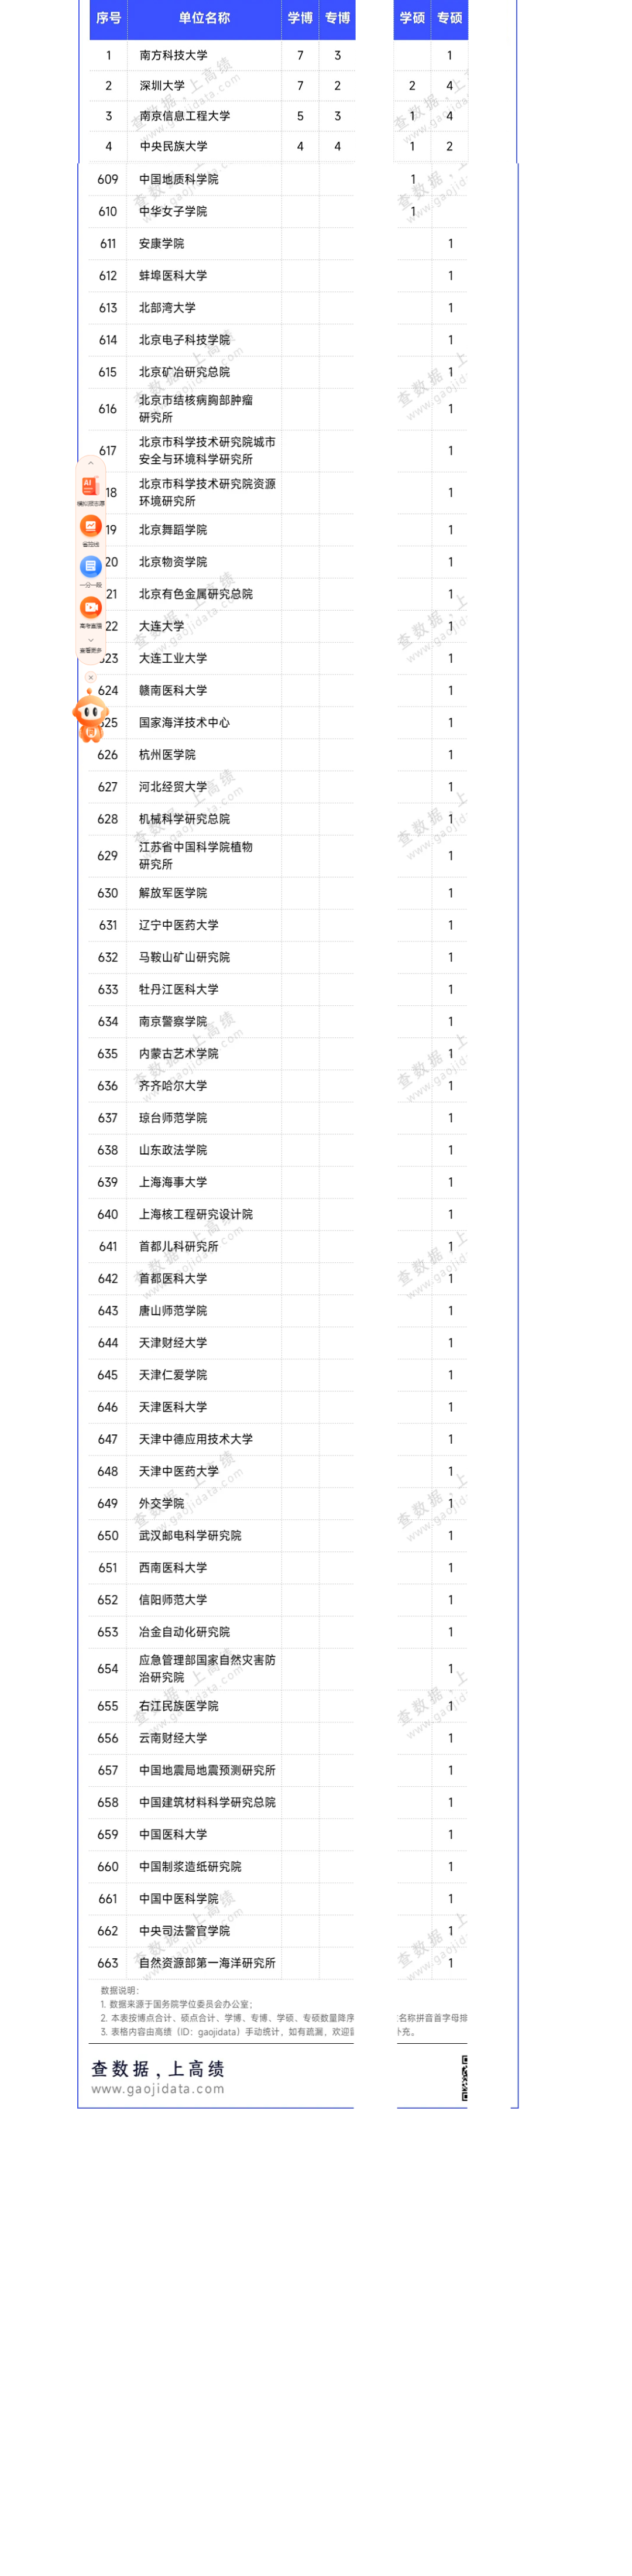 序号 单位名称 学博 专博 学硕 专硕
1 南方科技大学 7 3 1
2 深圳大学 7 2 2 4
3 南京信息工程大学 5 3 1 4
4 中央民族大学 4 4 1 2
609 中国地质科学院 1
610 中华女子学院 1
611 安康学院 1
612 蚌埠医科大学 1
613 北部湾大学 1
614 北京电子科技学院 1
615 北京矿冶研究总院 1
616 北京市结核病胸部肿瘤
研究所 1
617 北京市科学技术研究院城市
安全与环境科学研究所 1
18 北京市科学技术研究院资源
环境研究所 1
19 北京舞蹈学院 1
20 北京物资学院 1
21 北京有色金属研究总院 1
22 大连大学 1
623 大连工业大学 1
624 赣南医科大学 1
625 国家海洋技术中心 1
626 杭州医学院 1
627 河北经贸大学 1
628 机械科学研究总院 1
629 江苏省中国科学院植物
研究所 1
630 解放军医学院 1
631 辽宁中医药大学 1
632 马鞍山矿山研究院 1
633 牡丹江医科大学 1
634 南京警察学院 1
635 内蒙古艺术学院 1
636 齐齐哈尔大学 1
637 琼台师范学院 1
638 山东政法学院 1
639 上海海事大学 1
640 上海核工程研究设计院 1
641 首都儿科研究所 1
642 首都医科大学 1
643 唐山师范学院 1
644 天津财经大学 1
645 天津仁爱学院 1
646 天津医科大学 1
647 天津中德应用技术大学 1
648 天津中医药大学 1
649 外交学院 1
650 武汉邮电科学研究院 1
651 西南医科大学 1
652 信阳师范大学 1
653 冶金自动化研究院 1
654 应急管理部国家自然灾害防
治研究院 1
655 右江民族医学院 1
656 云南财经大学 1
657 中国地震局地震预测研究所 1
658 中国建筑材料科学研究总院 1
659 中国医科大学 1
660 中国制浆造纸研究院 1
661 中国中医科学院 1
662 中央司法警官学院 1
663 自然资源部第一海洋研究所 1
数据说明：
1. 数据来源于国务院学位委员会办公室；
2. 本表按博点合计、硕点合计、学博、专博、学硕、专硕数量降序 名称拼音首字母排
3. 表格内容由高绩（ID：gaojidata）手动统计，如有疏漏，欢迎 补充。
查数据，上高绩
www.gaojidata.com
AI
模拟报志愿
省控线
一分一段
高考直播
查看更多